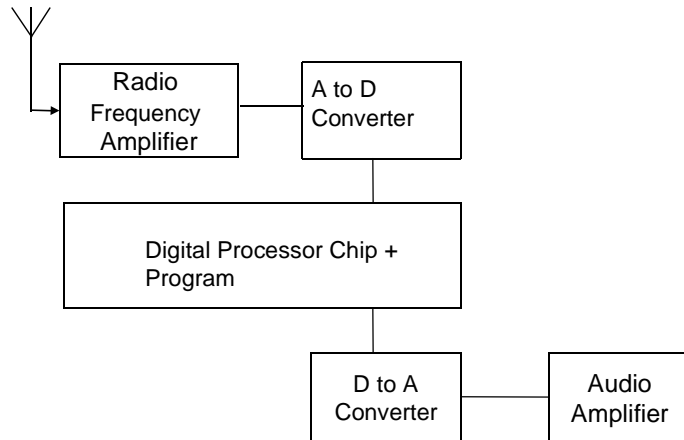 Radio
Frequency
Amplifier
A to D
Converter
Digital Processor Chip +
Program
D to A
Converter
Audio
Amplifier